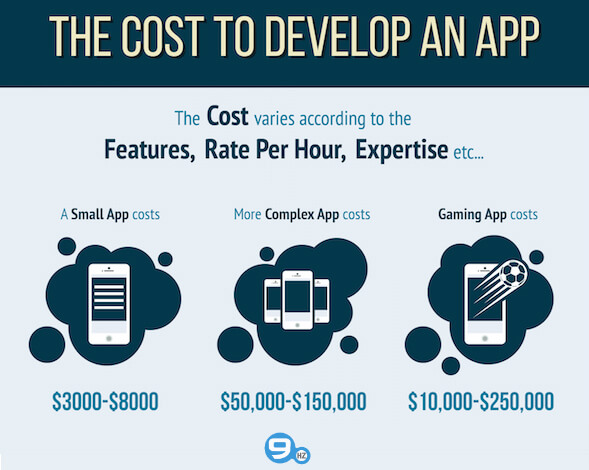 THE COST TO DEVELOP AN APP
The Cost varies according to the
Features, Rate Per Hour, Expertise etc...
A Small App costs
More Complex App costs
Gaming App costs
$3000-$8000
$50,000-$150,000
$10,000-$250,000
9
HZ